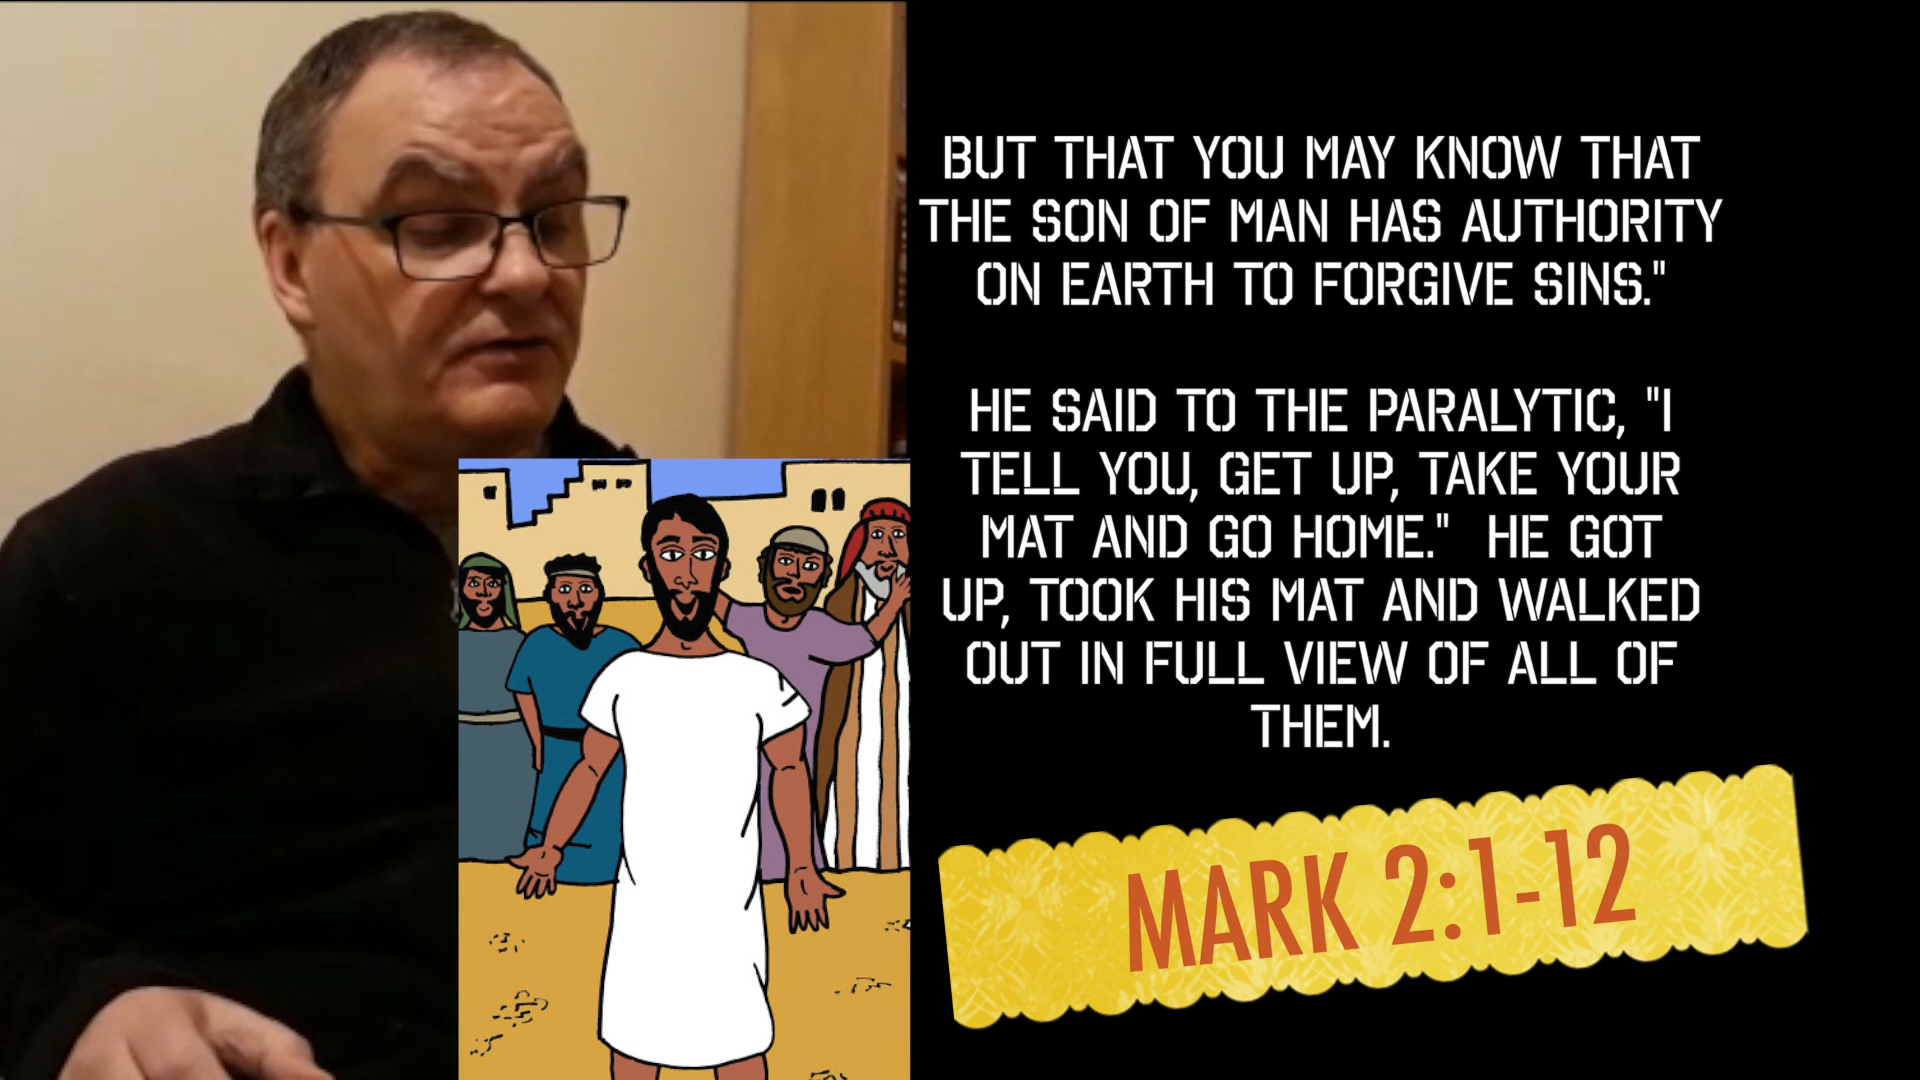 BUT THAT YOU MAY KNOW THAT
THE SON OF MAN HAS AUTHORITY
ON EARTH TO FORGIVE SINS."
HE SAID TO THE PARALYTIC, "I
TELL YOU, GET UP, TAKE YOUR
MAT AND GO HOME." HE GOT
UP, TOOK HIS MAT AND WALKED
OUT IN FULL VIEW OF ALL OF
THEM.
MARK 2:1-12